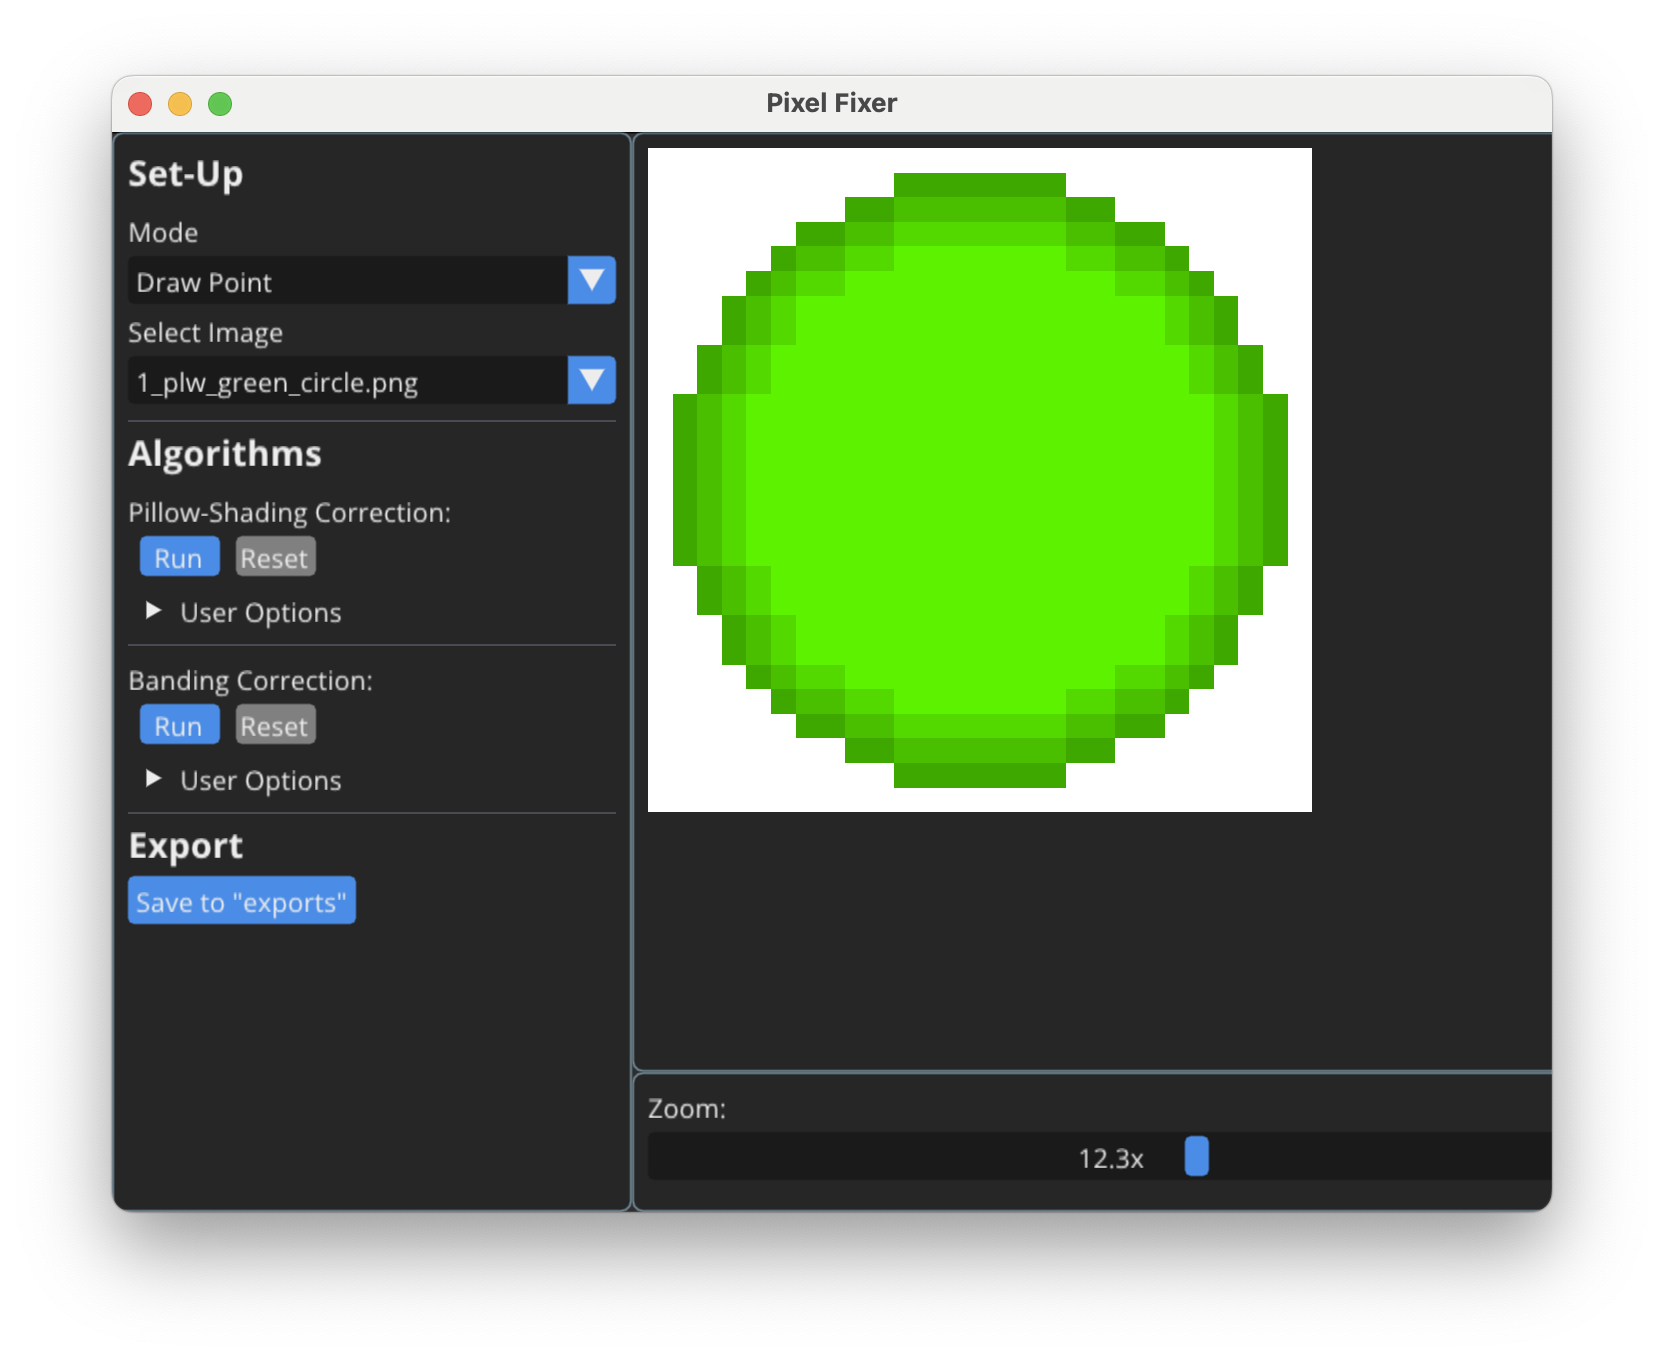 Pixel Fixer
Set-Up
Mode
Draw Point
Select Image
1_plw_green_circle.png
Algorithms
Pillow-Shading Correction:
Run Reset
User Options
Banding Correction:
Run Reset
User Options
Export
Save to "exports"
Zoom:
12.3x